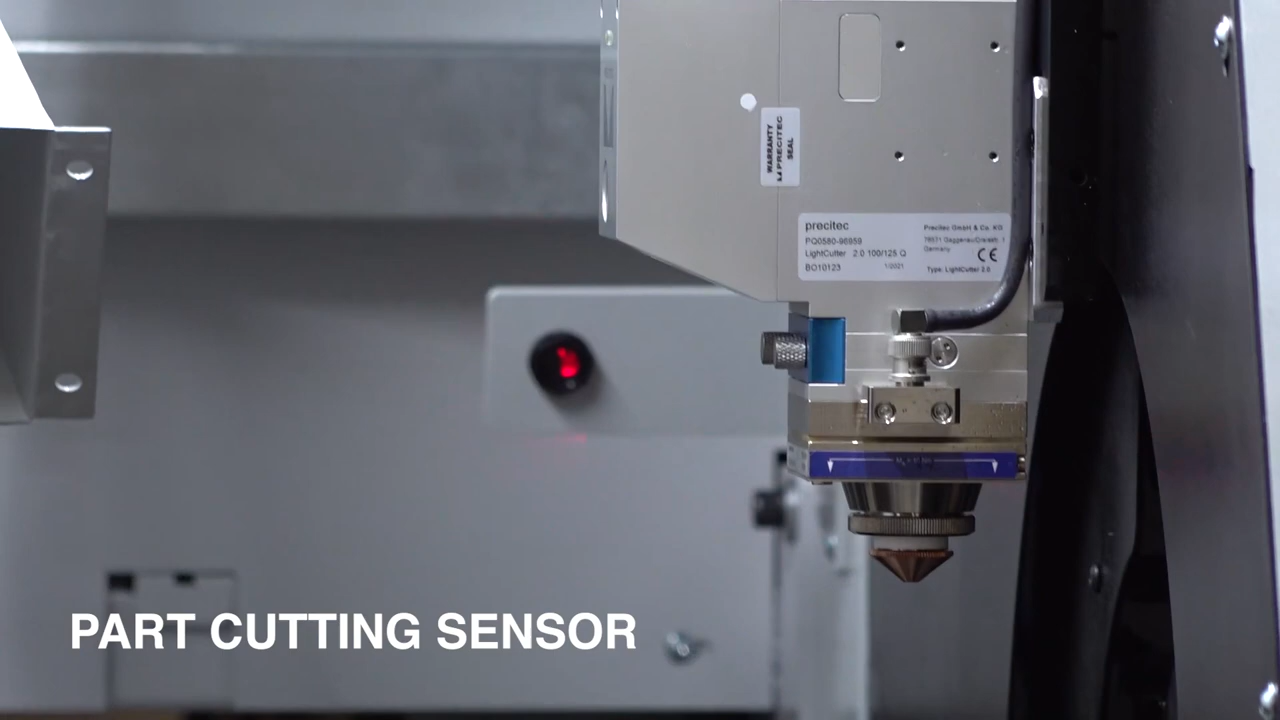 WARRANTY
PRECITEC
SEAL
precitec
PQ0580-96959
LightCutter 2.0 100/125 Q
BO10123
1/2021
Precitec GmbH & Co. KG
Germany
CE
Type: LightCutter 2.0
PART CUTTING SENSOR